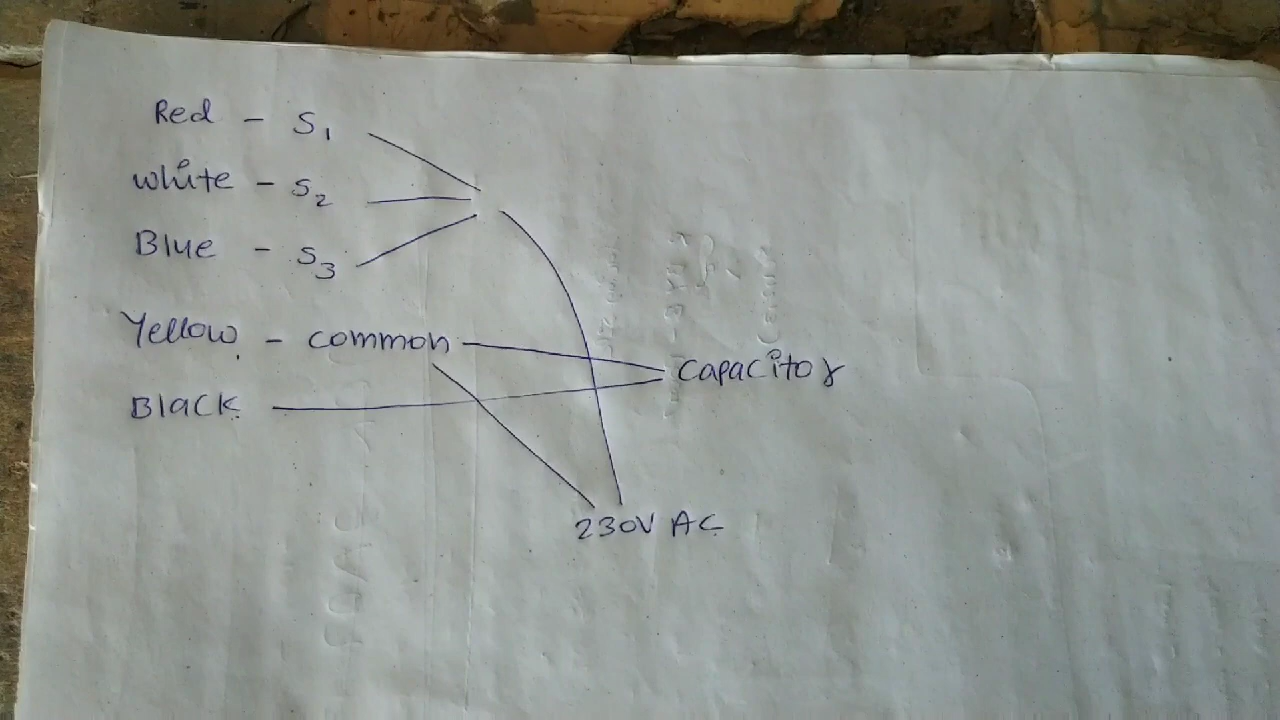 Red - S1
white - S2
Blue - S3
Yellow - common
capacitor
Black
230V AC